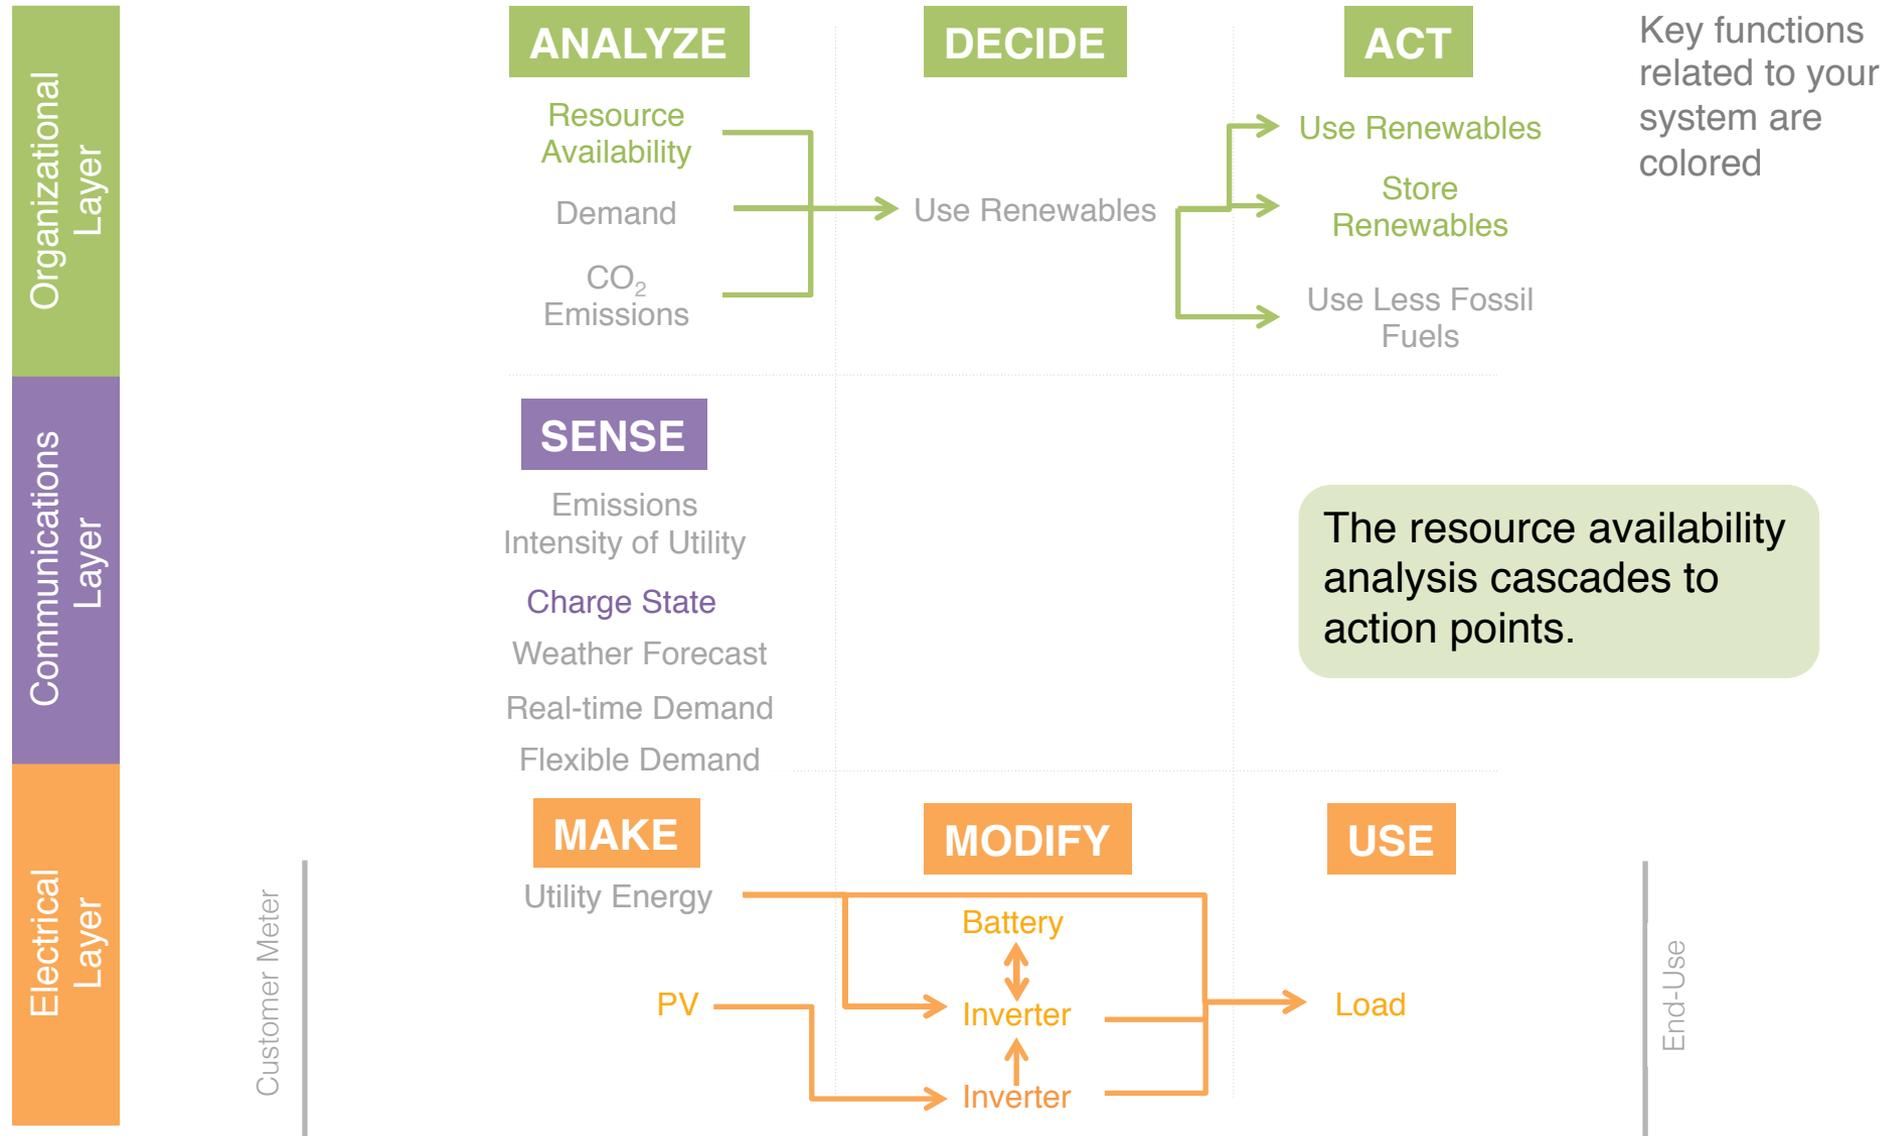 Organizational
Layer
ANALYZE
DECIDE
ACT
Key functions
related to your
system are
colored
Resource
Availability
Demand
CO₂
Emissions
Use Renewables
Use Renewables
Store
Renewables
Use Less Fossil
Fuels
Communications
Layer
SENSE
Emissions
Intensity of Utility
Charge State
Weather Forecast
Real-time Demand
Flexible Demand
The resource availability
analysis cascades to
action points.
Electrical
Layer
MAKE
MODIFY
USE
Customer Meter
Utility Energy
PV
Battery
Inverter
Inverter
Load
End-Use